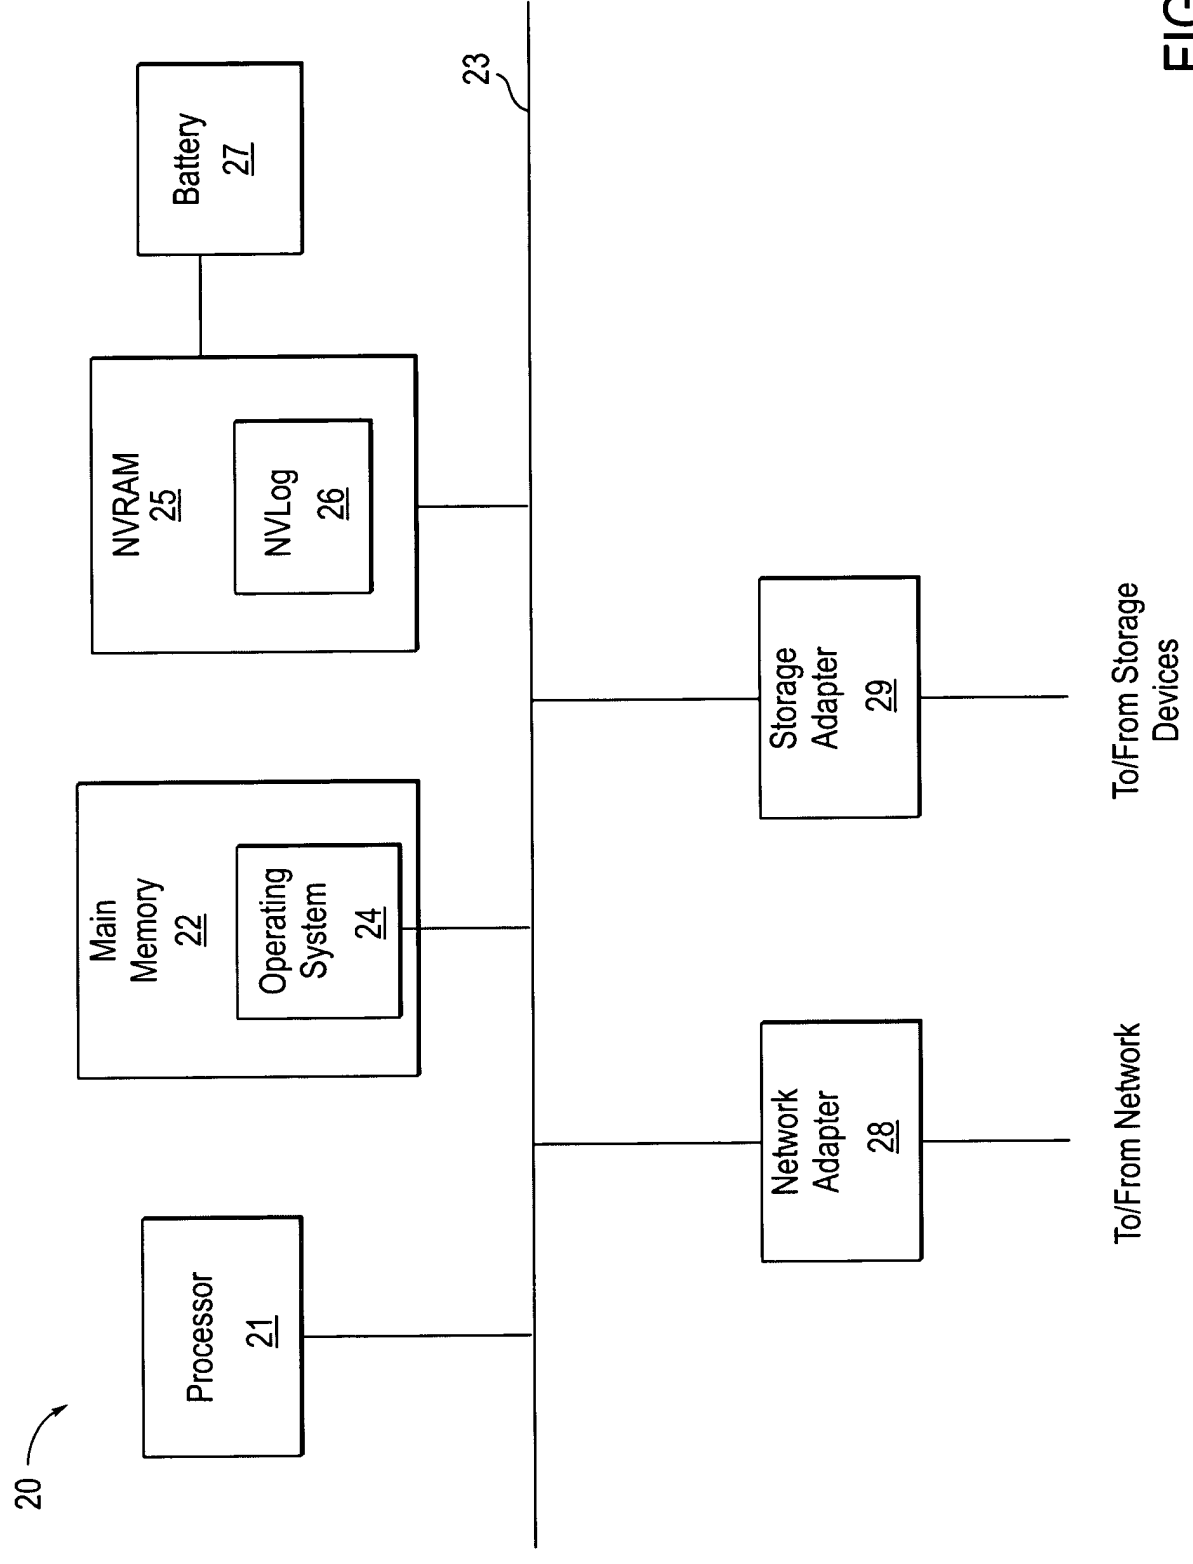 20
Processor
21
Main
Memory
22
Operating
System
24
NVRAM
25
NVLog
26
Battery
27
23
Network
Adapter
28
Storage
Adapter
29
To/From Network
To/From Storage
Devices
FIG